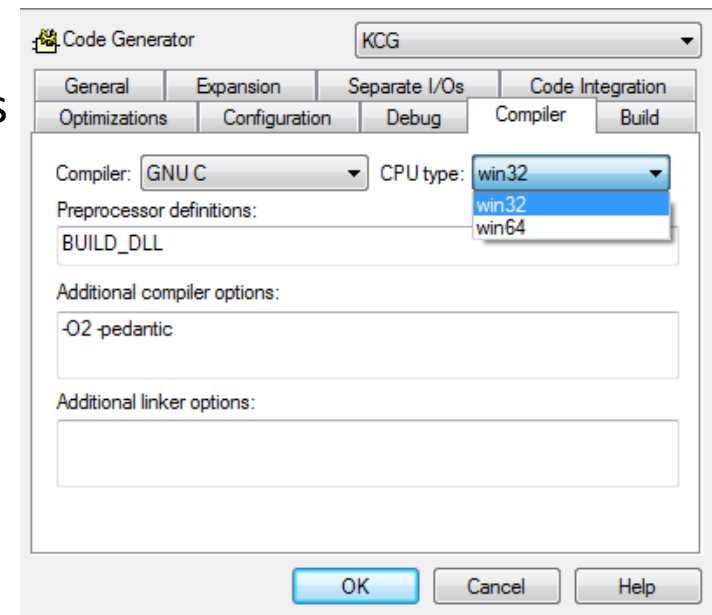 Code Generator KCG
General Expansion Separate I/Os Code Integration
s Optimizations Configuration Debug Compiler Build
Compiler: GNU C CPU type: win32
Preprocessor definitions: win32
win64
BUILD_DLL
Additional compiler options:
-O2 -pedantic
Additional linker options:
OK Cancel Help